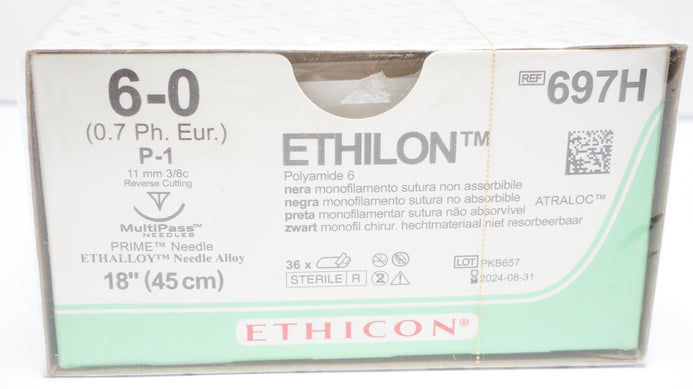 6-0
(0.7 Ph. Eur.)
P-1
11 mm 3/8c
Reverse Cutting
MultiPass™
NEEDLES
PRIME™ Needle
ETHALLOY™ Needle Alloy
18" (45 cm)
REF 697H
ETHILON™
Polyamide 6
nera monofilamento sutura non assorbibile
negra monofilamento sutura no absorbible
preta monofilamentar sutura não absorvível
zwart monofil chirur. hechtmateriaal niet resorbeerbaar
ATRALOC™
36 x
STERILE R
2
LOT PKB657
2024-08-31
ETHICON®